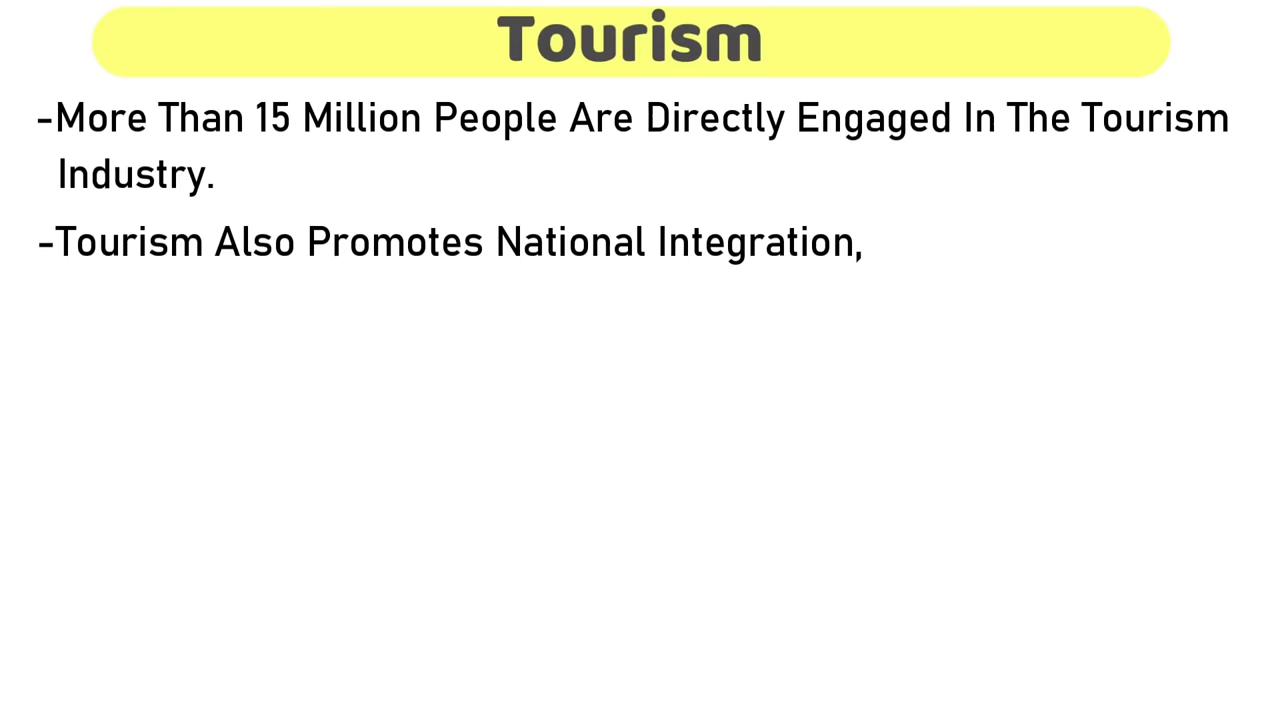 Tourism
-More Than 15 Million People Are Directly Engaged In The Tourism
Industry.
-Tourism Also Promotes National Integration,